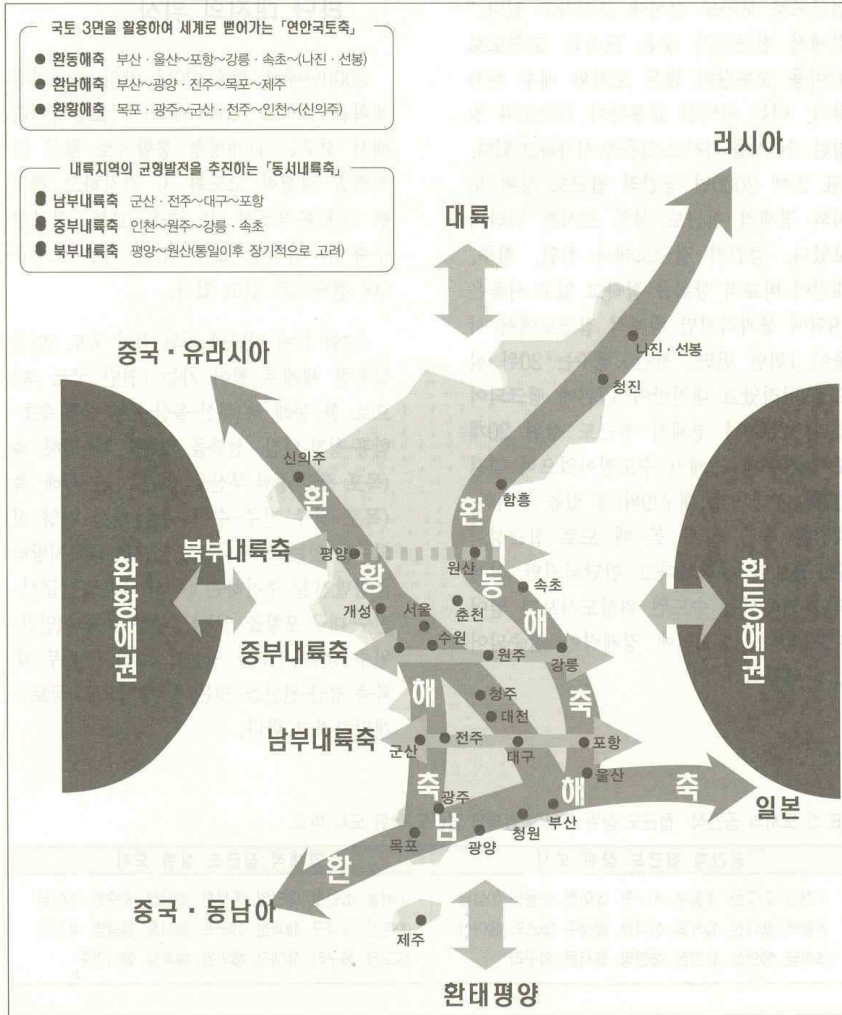 국토 3면을 활용하여 세계로 뻗어가는 「연안국토축」
● 환동해축 부산·울산~포항~강릉·속초~(나진·선봉)
● 환남해축 부산~광양·진주~목포~제주
● 환황해축 목포·광주~군산·전주~인천~(신의주)
내륙지역의 균형발전을 촉진하는 「동서내륙축」
● 남부내륙축 군산·전주~대구~포항
● 중부내륙축 인천~원주~강릉·속초
● 북부내륙축 평양~원산(통일이후 장기적으로 고려)
러시아
대륙
중국·유라시아
나진·선봉
청진
신의주
환
함흥
환
북부내륙축
평양
원산
황
동
속초
환황해권
환동해권
개성
서울
춘천
해
수원
중부내륙축
원주
강릉
해
청주
축
대전
남부내륙축
군산
전주
대구
포항
울산
축
광주
해
축
남
부산
일본
목포
광양
청원
환
중국·동남아
제주
환태평양